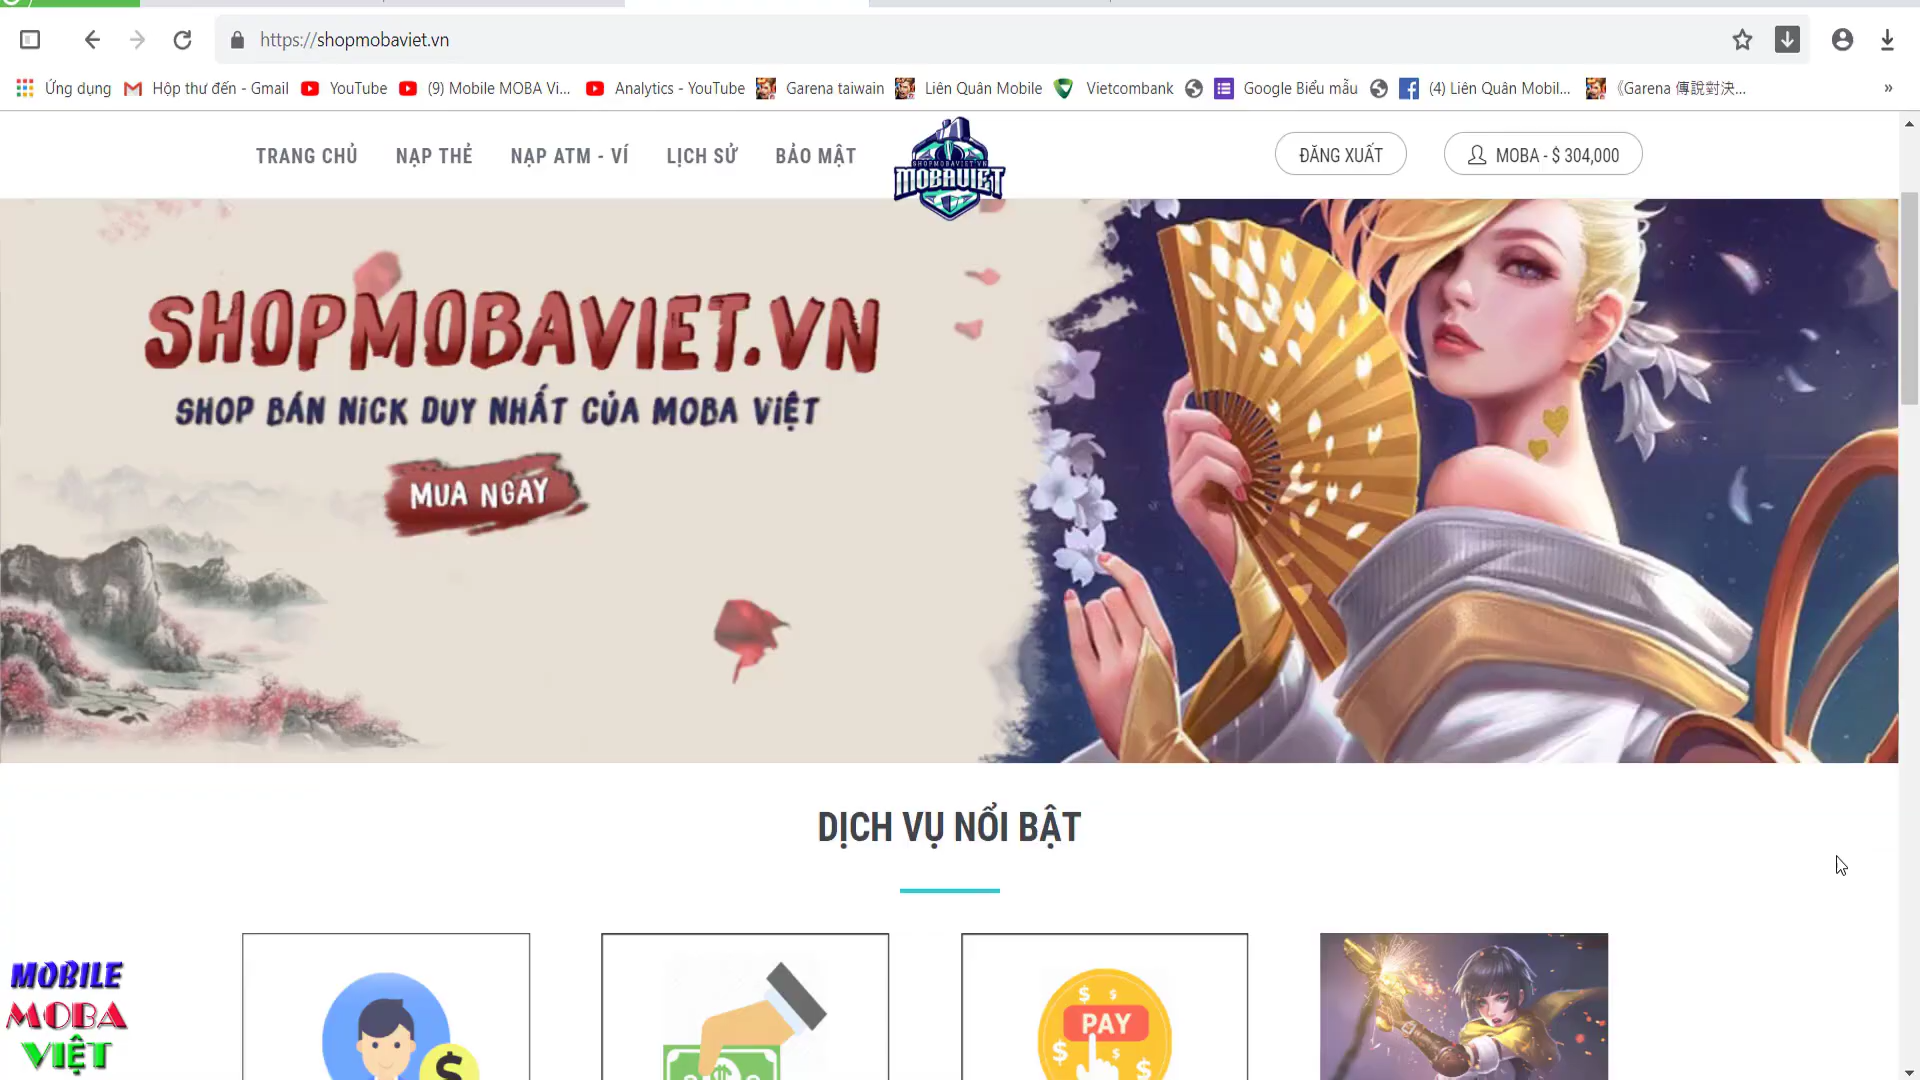 https://shopmobaviet.vn
Ứng dụng
Hộp thư đến - Gmail
YouTube
(9) Mobile MOBA Vi...
Analytics - YouTube
Garena taiwain
Liên Quân Mobile
Vietcombank
Google Biểu mẫu
(4) Liên Quân Mobil...
《Garena 傳說對決...
»
TRANG CHỦ
NẠP THẺ
NẠP ATM - VÍ
LỊCH SỬ
BẢO MẬT
SHOPMOBAVIET.VN
MOBAVIET
ĐĂNG XUẤT
MOBA - $ 304,000
SHOPMOBAVIET.VN
SHOP BÁN NICK DUY NHẤT CỦA MOBA VIỆT
MUA NGAY
DỊCH VỤ NỔI BẬT
$
$ $
PAY
$ $
$
MOBILE
MOBA
VIỆT